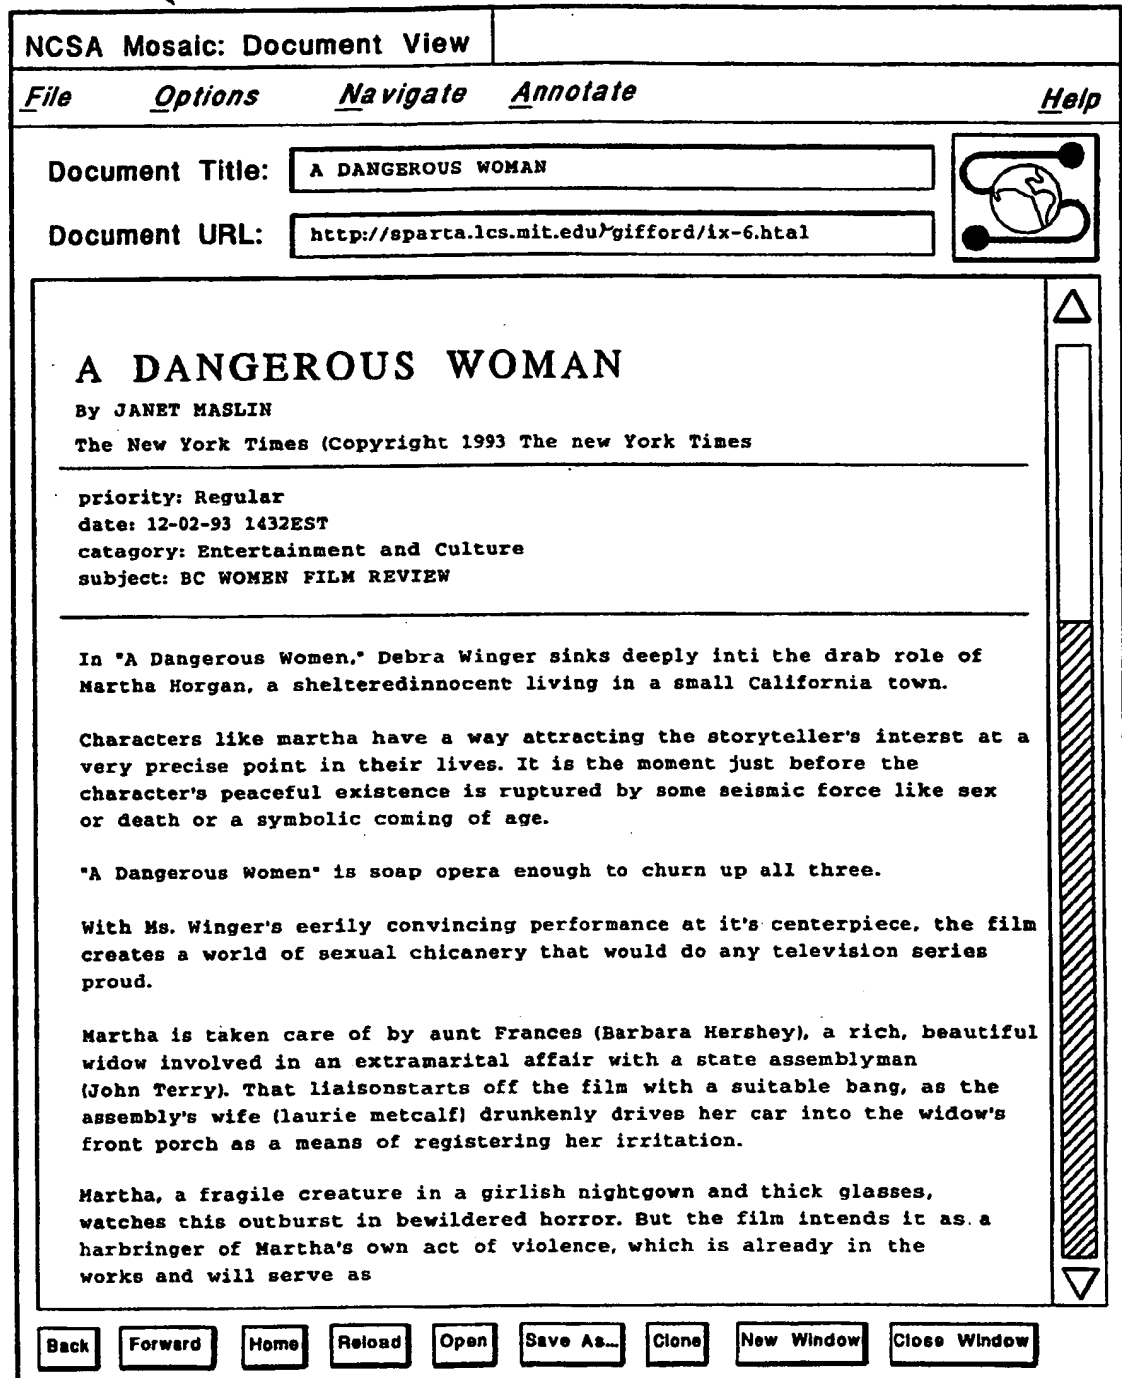 NCSA Mosaic: Document View
File Options Navigate Annotate Help
Document Title: A DANGEROUS WOMAN
Document URL: http://sparta.lcs.mit.edu/~gifford/ix-6.htal
A DANGEROUS WOMAN
By JANET MASLIN
The New York Times (Copyright 1993 The new York Times
priority: Regular
date: 12-02-93 1432EST
catagory: Entertainment and Culture
subject: BC WOMEN FILM REVIEW
In "A Dangerous Women," Debra Winger sinks deeply inti the drab role of
Martha Horgan, a shelteredinnocent living in a small California town.
Characters like martha have a way attracting the storyteller's interst at a
very precise point in their lives. It is the moment just before the
character's peaceful existence is ruptured by some seismic force like sex
or death or a symbolic coming of age.
"A Dangerous Women" is soap opera enough to churn up all three.
With Ms. Winger's eerily convincing performance at it's centerpiece, the film
creates a world of sexual chicanery that would do any television series
proud.
Martha is taken care of by aunt Frances (Barbara Hershey), a rich, beautiful
widow involved in an extramarital affair with a state assemblyman
(John Terry). That liaisonstarts off the film with a suitable bang, as the
assembly's wife (laurie metcalf) drunkenly drives her car into the widow's
front porch as a means of registering her irritation.
Martha, a fragile creature in a girlish nightgown and thick glasses,
watches this outburst in bewildered horror. But the film intends it as a
harbringer of Martha's own act of violence, which is already in the
works and will serve as
Back Forward Home Reload Open Save As... Clone New Window Close Window